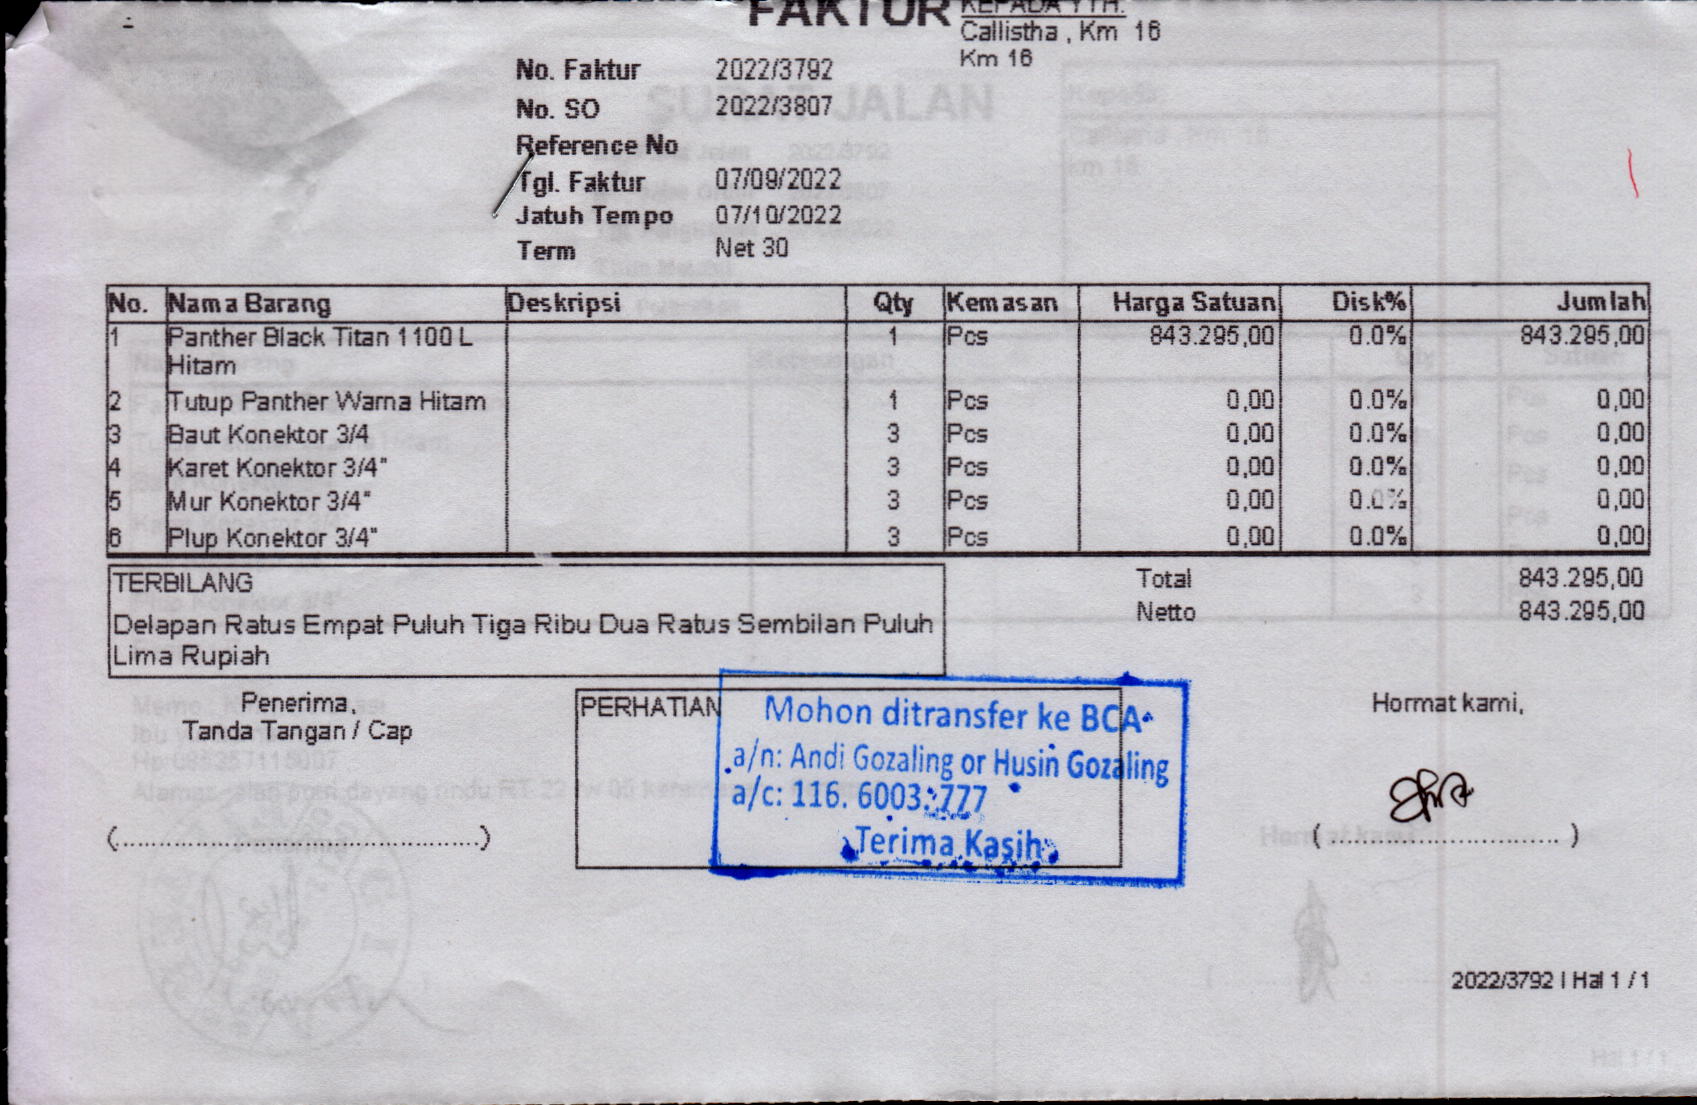 FAKTUR
KEPADA YTH.
Callistha , Km 16
Km 16
No. Faktur 2022/3792
No. SO 2022/3807
Reference No
Tgl. Faktur 07/09/2022
Jatuh Tempo 07/10/2022
Term Net 30
No. Nama Barang Deskripsi Qty Kemasan Harga Satuan Disk% Jumlah
1 Panther Black Titan 1100 L Hitam 1 Pcs 843.295,00 0.0% 843.295,00
2 Tutup Panther Warna Hitam 1 Pcs 0,00 0.0% 0,00
3 Baut Konektor 3/4 3 Pcs 0,00 0.0% 0,00
4 Karet Konektor 3/4" 3 Pcs 0,00 0.0% 0,00
5 Mur Konektor 3/4" 3 Pcs 0,00 0.0% 0,00
6 Plup Konektor 3/4" 3 Pcs 0,00 0.0% 0,00
TERBILANG
Delapan Ratus Empat Puluh Tiga Ribu Dua Ratus Sembilan Puluh
Lima Rupiah
Total 843.295,00
Netto 843.295,00
Penerima,
Tanda Tangan / Cap
(..................................................)
PERHATIAN
Mohon ditransfer ke BCA
a/n: Andi Gozaling or Husin Gozaling
a/c: 116. 6003. 777
Terima Kasih
Hormat kami,
(................................)
2022/3792 | Hal 1 / 1
SURAT JALAN